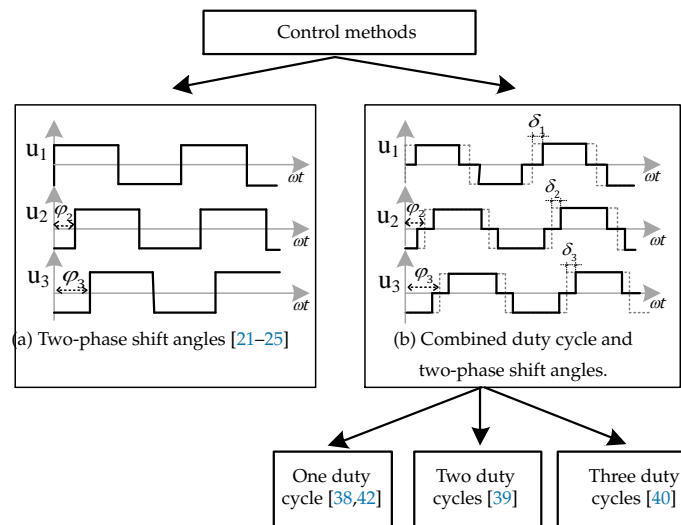 Control methods
u1
ωt
u2
φ2
ωt
u3
φ3
ωt
(a) Two-phase shift angles [21–25]
δ1
u1
ωt
δ2
u2
φ2
ωt
δ3
u3
φ3
ωt
(b) Combined duty cycle and
two-phase shift angles.
One duty
cycle [38,42]
Two duty
cycles [39]
Three duty
cycles [40]